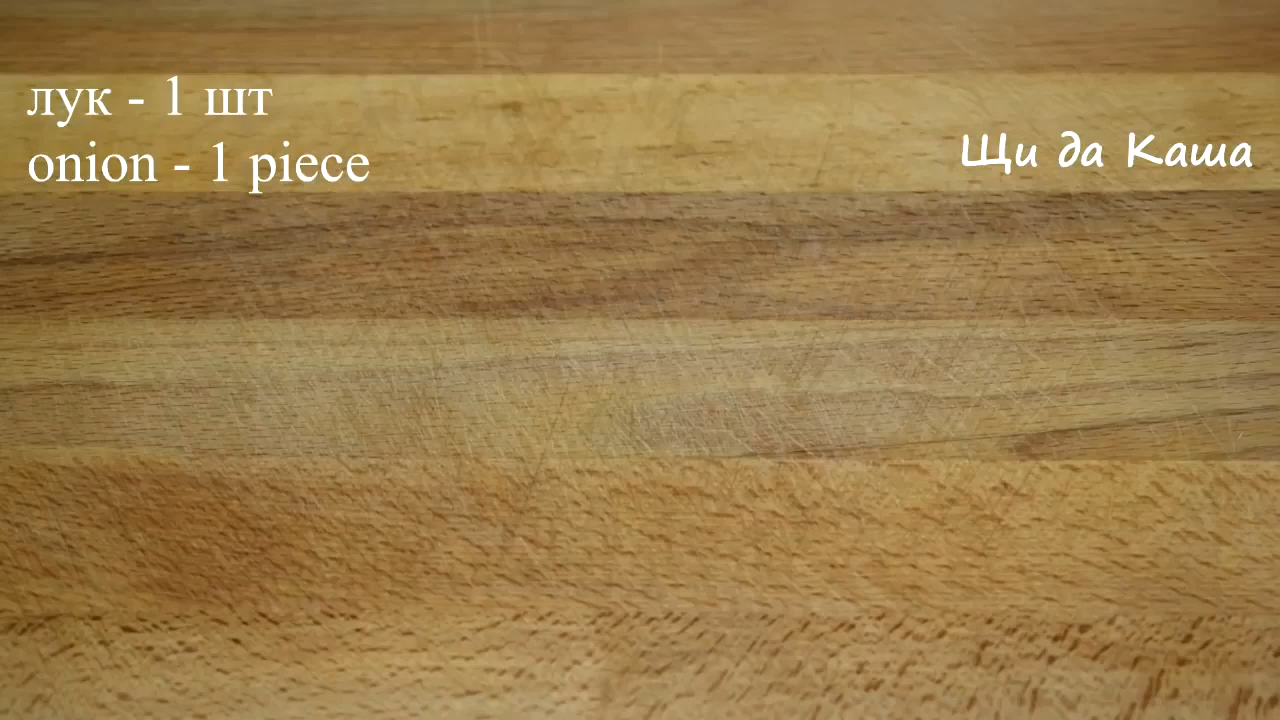 лук - 1 шт
onion - 1 piece
Щи да Каша